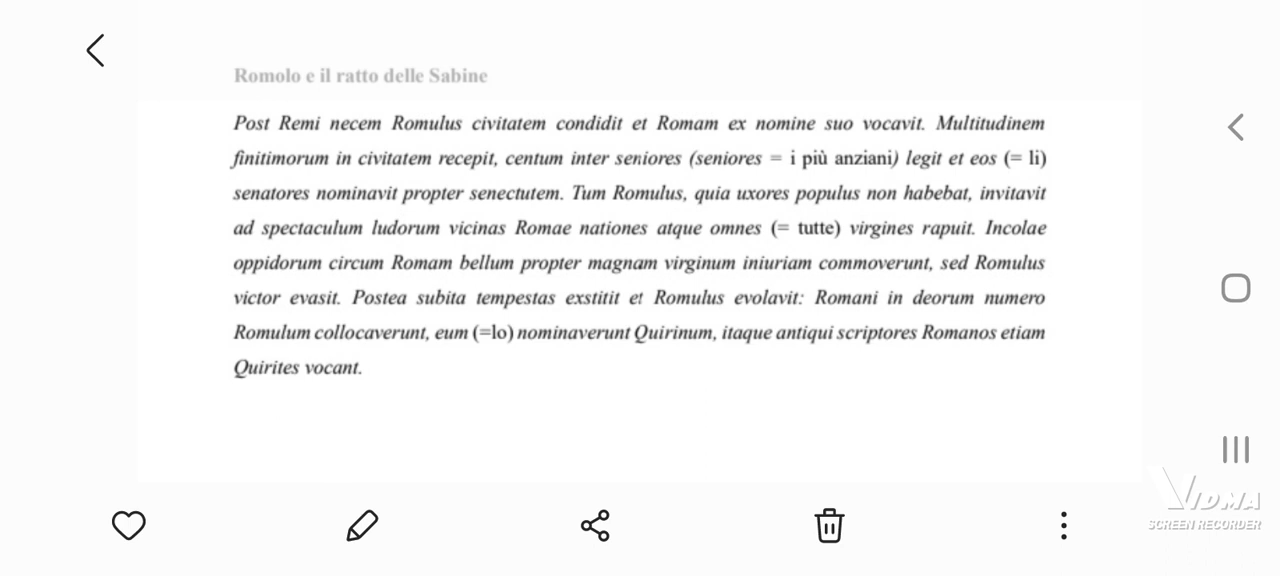 Romolo e il ratto delle Sabine
Post Remi necem Romulus civitatem condidit et Romam ex nomine suo vocavit. Multitudinem
finitimorum in civitatem recepit, centum inter seniores (seniores = i più anziani) legit et eos (= li)
senatores nominavit propter senectutem. Tum Romulus, quia uxores populus non habebat, invitavit
ad spectaculum ludorum vicinas Romae nationes atque omnes (= tutte) virgines rapuit. Incolae
oppidorum circum Romam bellum propter magnam virginum iniuriam commoverunt, sed Romulus
victor evasit. Postea subita tempestas exstitit et Romulus evolavit: Romani in deorum numero
Romulum collocaverunt, eum (=lo) nominaverunt Quirinum, itaque antiqui scriptores Romanos etiam
Quirites vocant.
VIDMA
SCREEN RECORDER